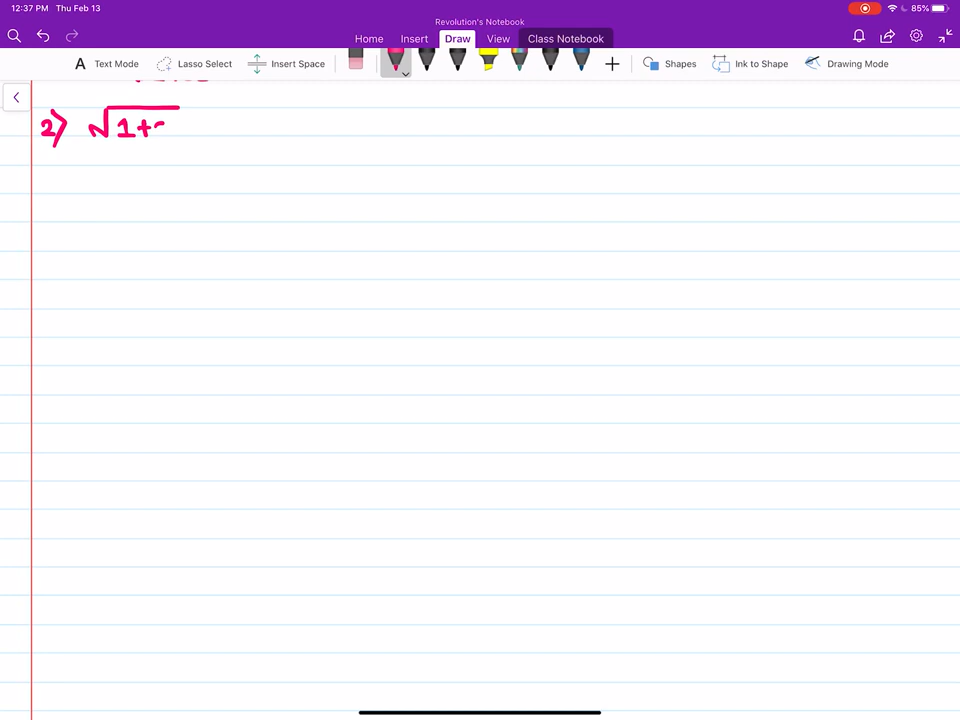 12:37 PM Thu Feb 13
85%
Revolution's Notebook
Home Insert Draw View Class Notebook
Text Mode Lasso Select Insert Space Shapes Ink to Shape Drawing Mode
2) √1+